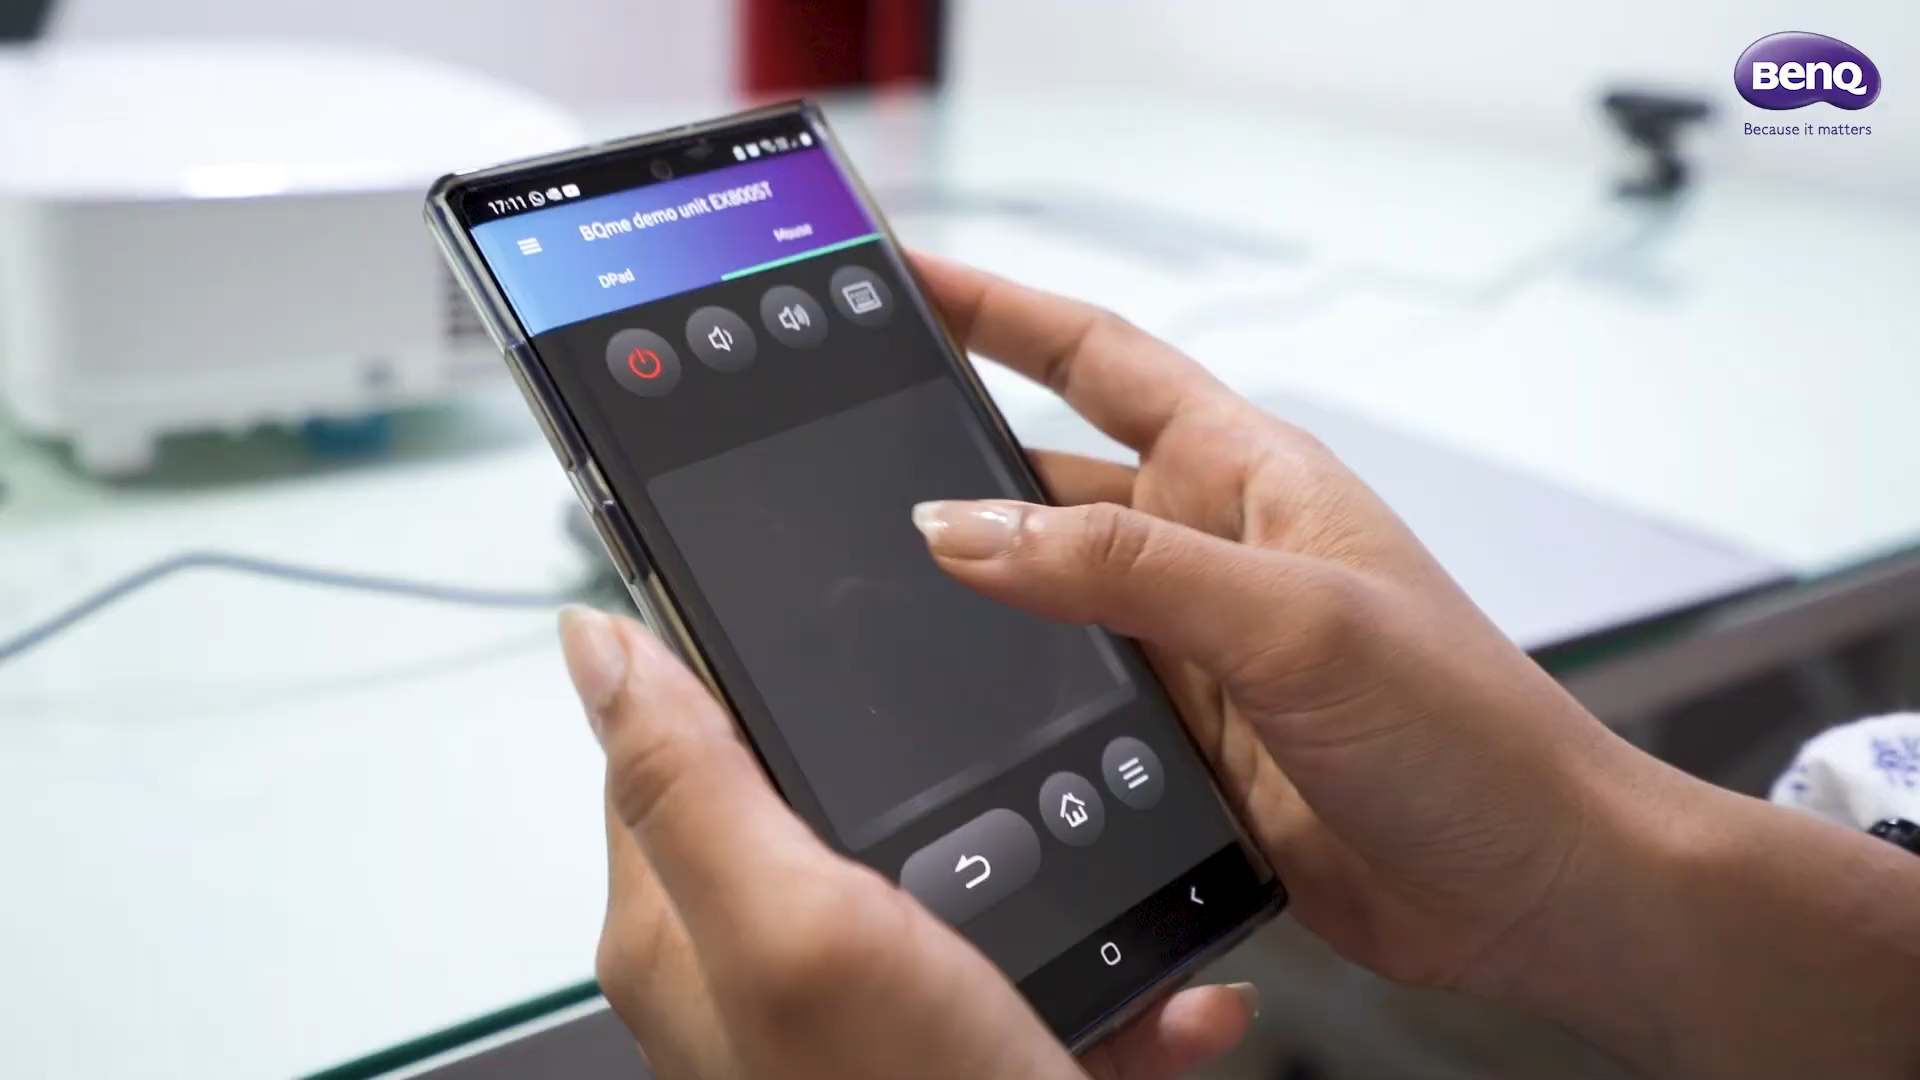 BenQ
Because it matters
17:11
BQme demo unit EX800ST
DPad
Mouse